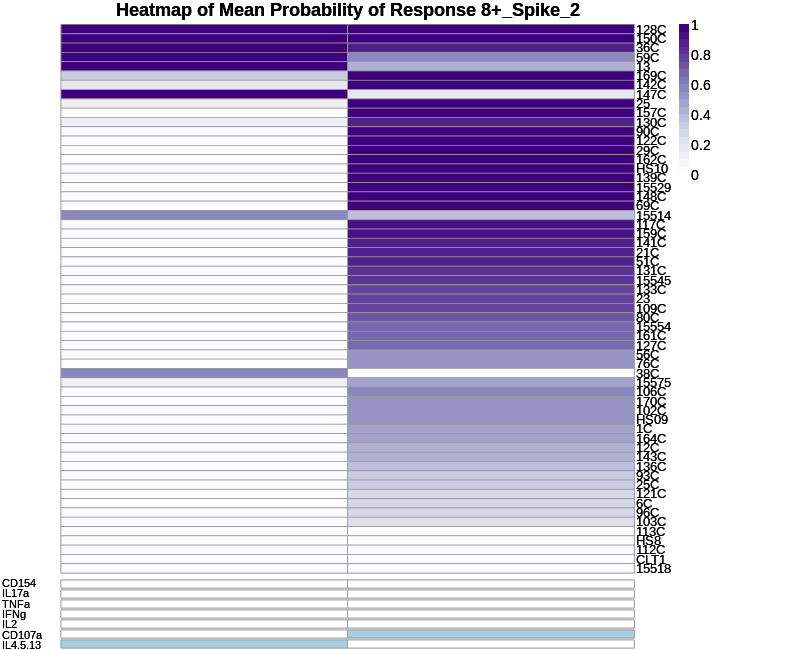 Heatmap of Mean Probability of Response 8+_Spike_2
128C
150C
36C
59C
13
169C
142C
147C
25
157C
130C
90C
122C
29C
162C
HS10
139C
15529
148C
69C
15514
117C
159C
141C
21C
51C
131C
15545
133C
23
109C
80C
15554
161C
127C
56C
76C
38C
15575
106C
170C
102C
HS09
1C
164C
12C
143C
136C
93C
25C
121C
6C
96C
103C
113C
HS8
112C
CLT1
15518
1
0.8
0.6
0.4
0.2
0
CD154
IL17a
TNFa
IFNg
IL2
CD107a
IL4.5.13